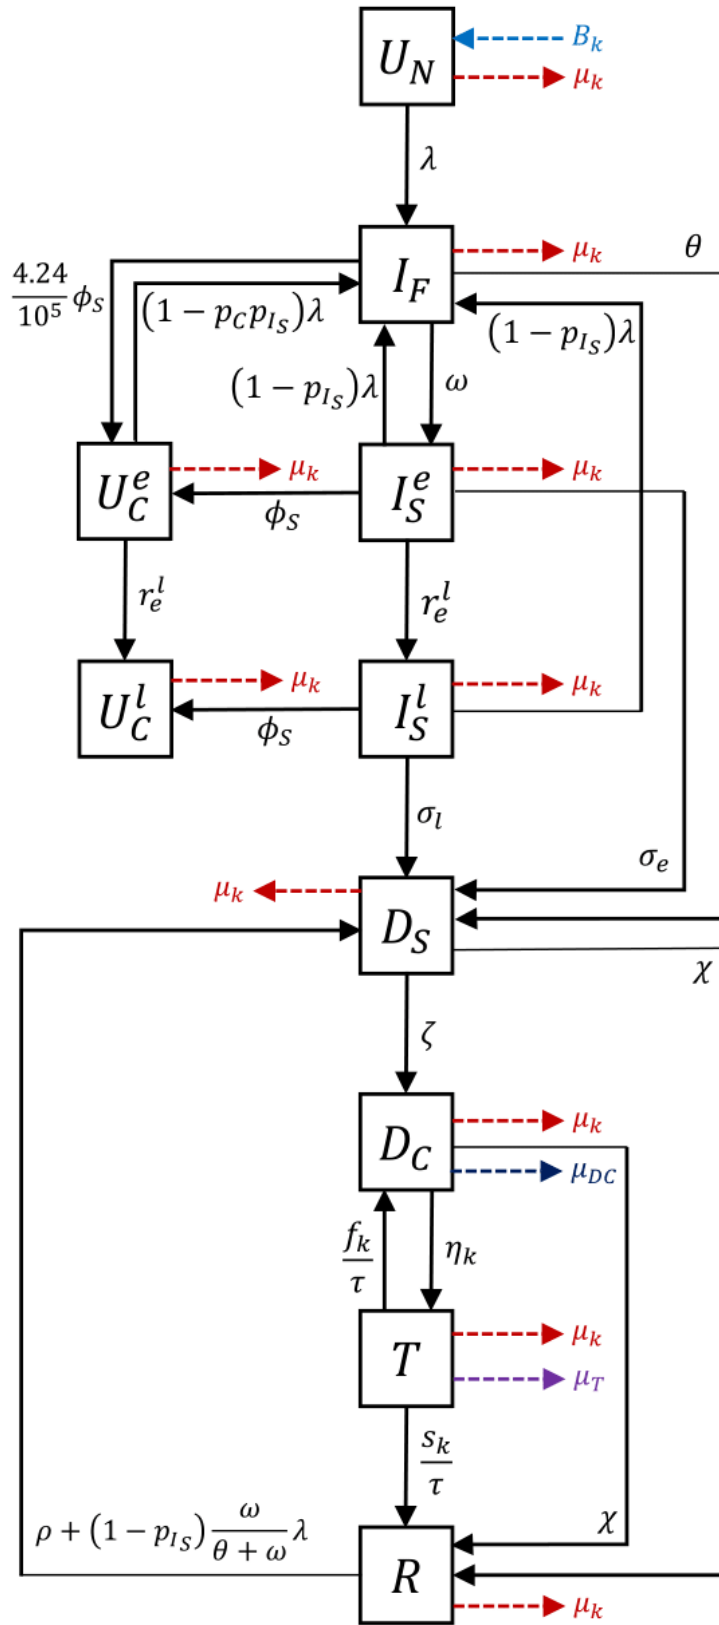 U_N
B_k
μ_k
λ
I_F
μ_k
θ
4.24/10^5 ϕ_S
(1 − p_C p_{I_S})λ
(1 − p_{I_S})λ
(1 − p_{I_S})λ
ω
U_C^e
μ_k
ϕ_S
I_S^e
μ_k
r_e^l
r_e^l
U_C^l
μ_k
ϕ_S
I_S^l
μ_k
σ_l
σ_e
μ_k
D_S
χ
ζ
D_C
μ_k
μ_{DC}
f_k/τ
η_k
T
μ_k
μ_T
s_k/τ
ρ + (1 − p_{I_S}) ω/(θ + ω) λ
χ
R
μ_k